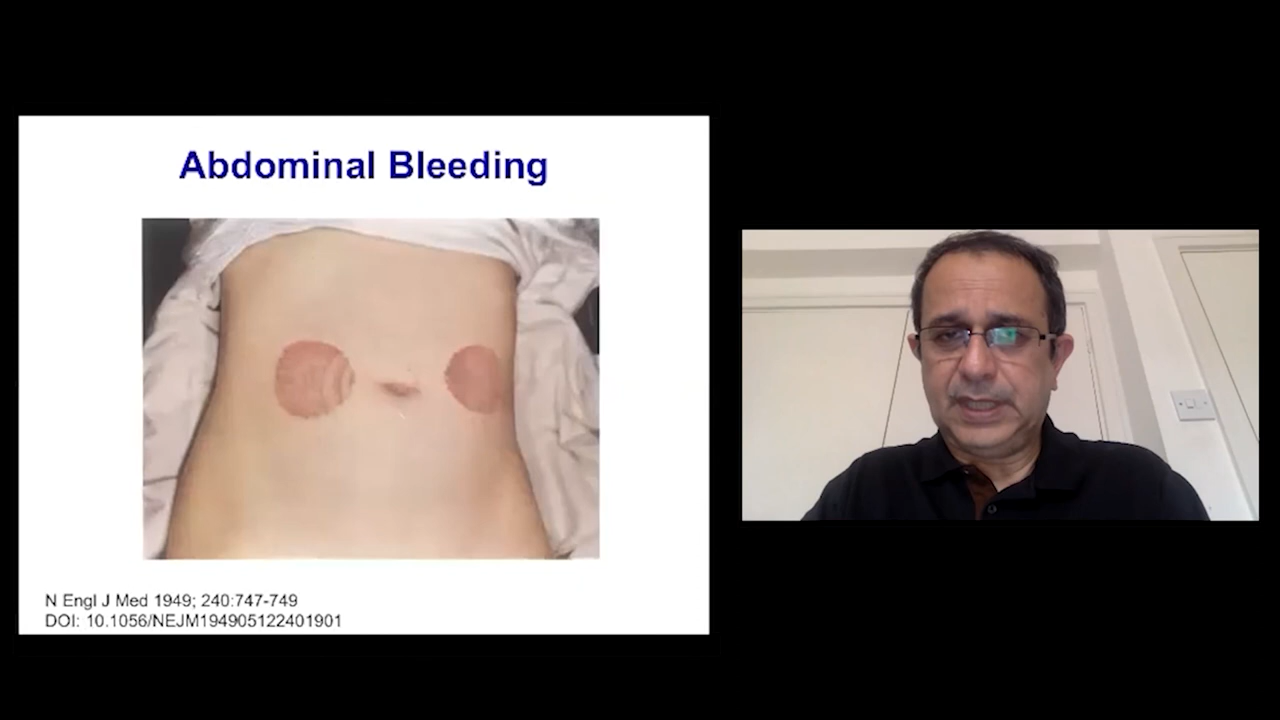 Abdominal Bleeding
N Engl J Med 1949; 240:747-749
DOI: 10.1056/NEJM194905122401901